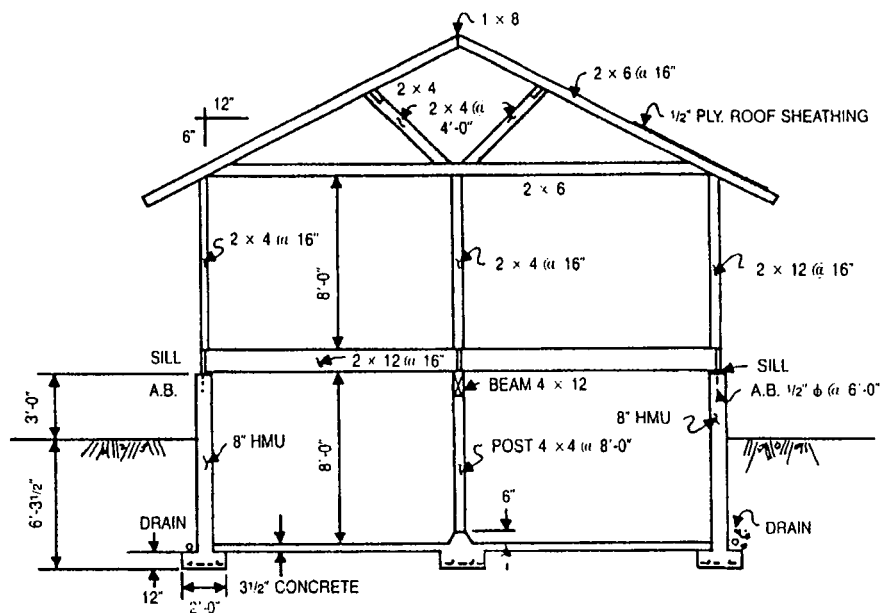 1 × 8
2 × 4
2 × 6 @ 16"
12"
2 × 4 @
4'-0"
1/2" PLY. ROOF SHEATHING
6"
2 × 6
2 × 4 @ 16"
8'-0"
2 × 4 @ 16"
2 × 12 @ 16"
SILL
2 × 12 @ 16"
SILL
A.B.
BEAM 4 × 12
A.B. 1/2" ϕ @ 6'-0"
3'-0"
8" HMU
8" HMU
8'-0"
POST 4 × 4 @ 8'-0"
6'-3 1/2"
6"
DRAIN
DRAIN
12"
2'-0"
3 1/2" CONCRETE